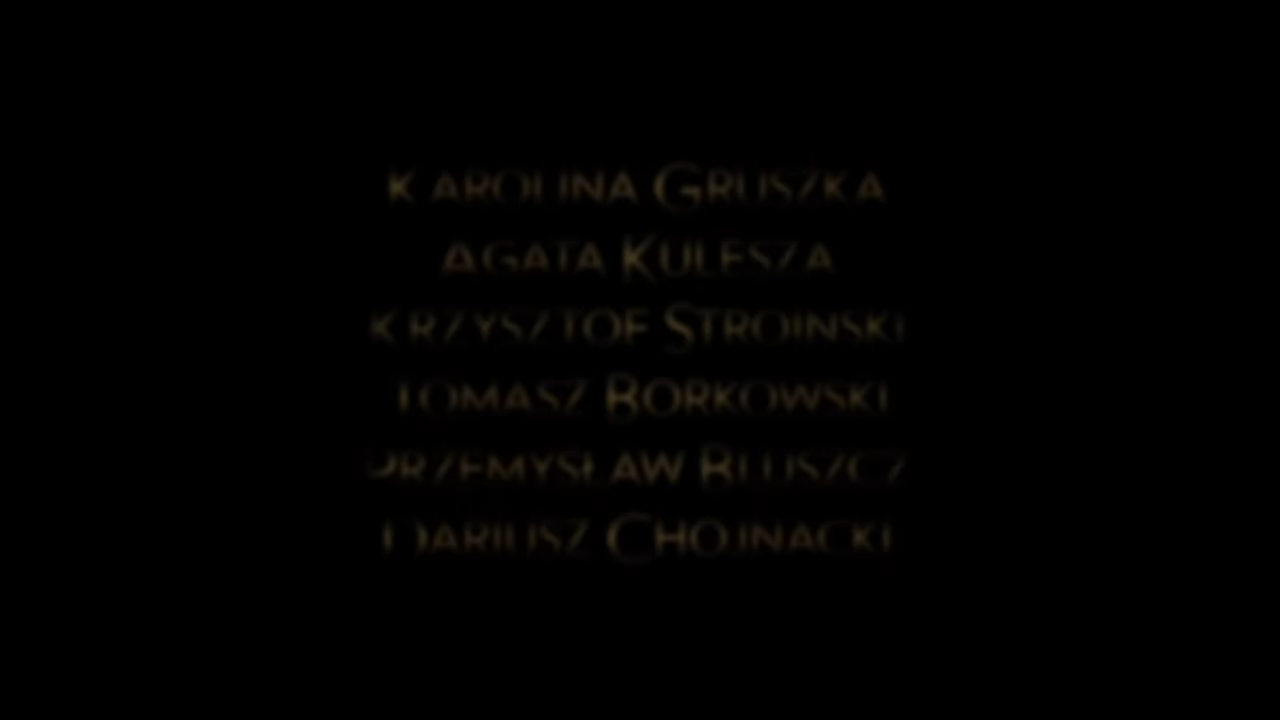 KAROLINA GRUSZKA
AGATA KULESZA
KRZYSZTOF STROIŃSKI
TOMASZ BORKOWSKI
PRZEMYSŁAW BLUSZCZ
DARIUSZ CHOJNACKI